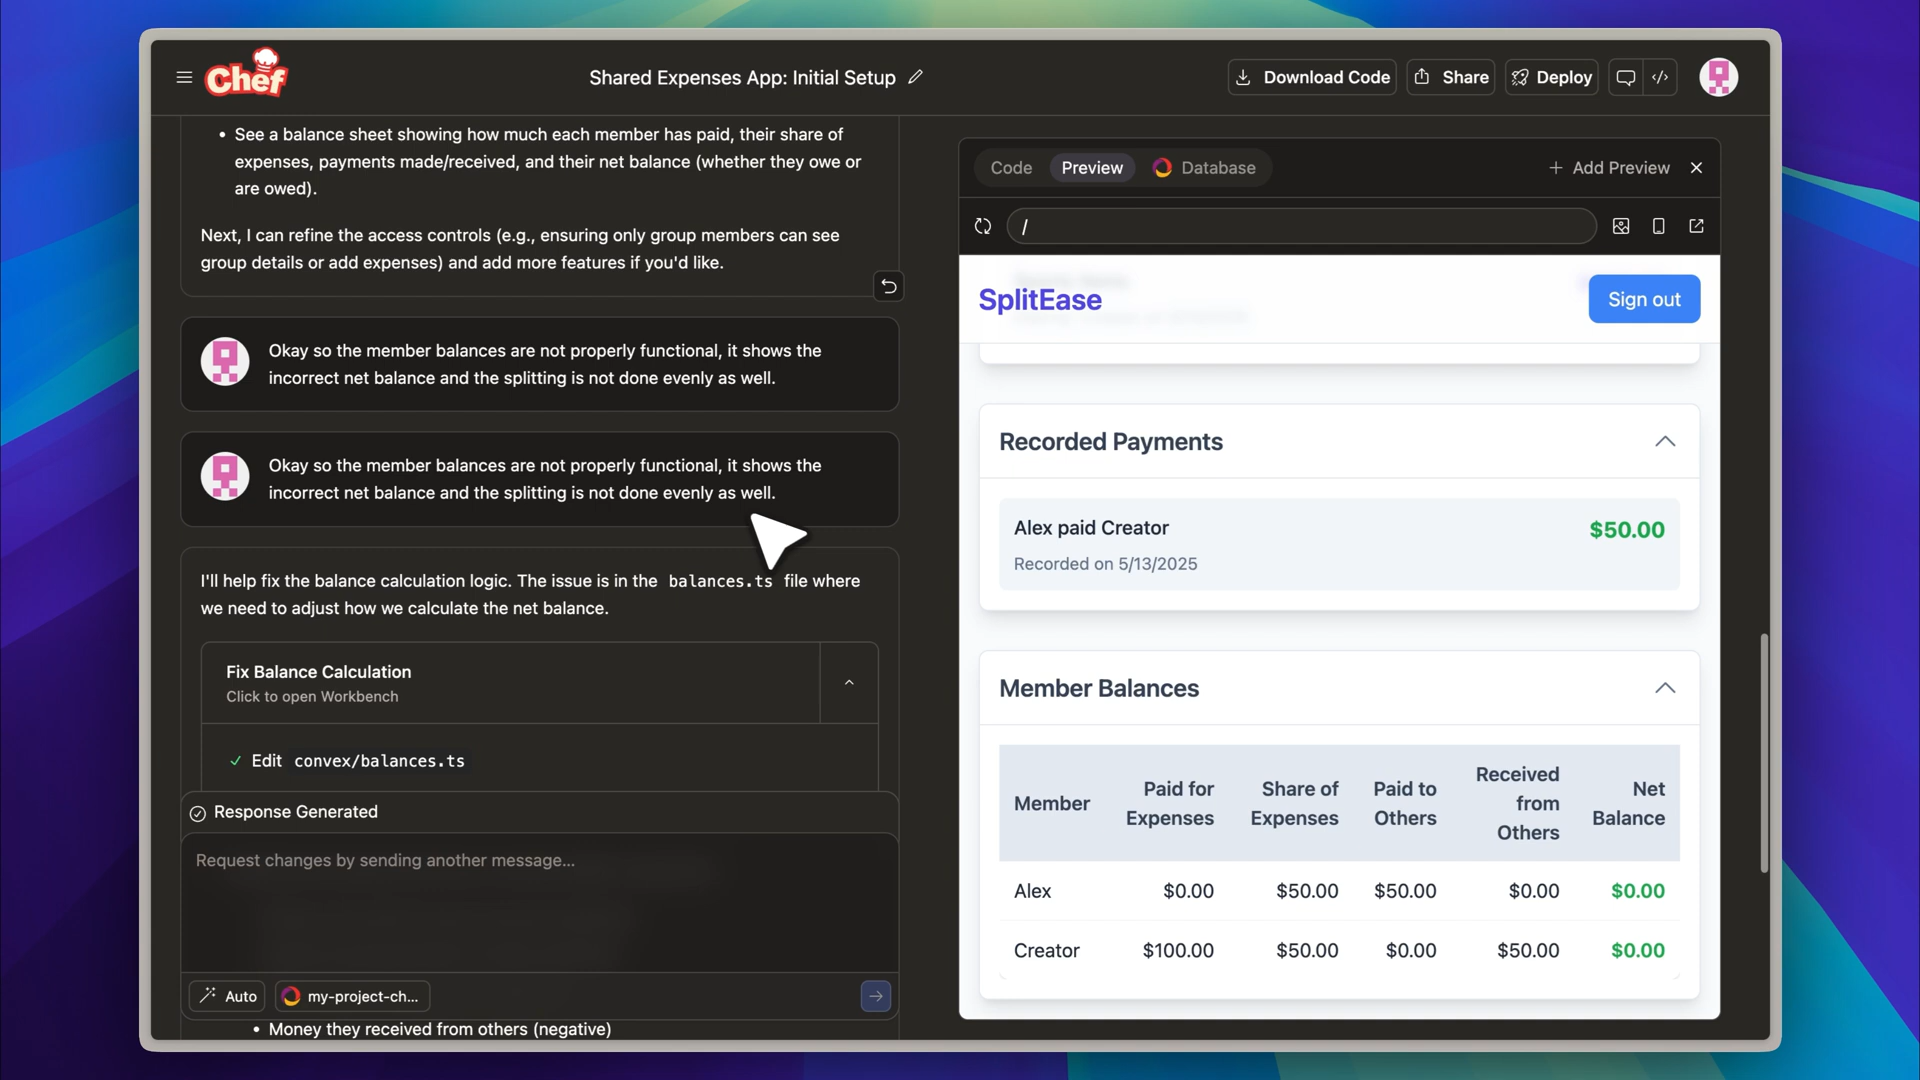 Chef
Shared Expenses App: Initial Setup
Download Code
Share
Deploy
• See a balance sheet showing how much each member has paid, their share of
expenses, payments made/received, and their net balance (whether they owe or
are owed).
Next, I can refine the access controls (e.g., ensuring only group members can see
group details or add expenses) and add more features if you'd like.
Okay so the member balances are not properly functional, it shows the
incorrect net balance and the splitting is not done evenly as well.
Okay so the member balances are not properly functional, it shows the
incorrect net balance and the splitting is not done evenly as well.
I'll help fix the balance calculation logic. The issue is in the balances.ts file where
we need to adjust how we calculate the net balance.
Fix Balance Calculation
Click to open Workbench
Edit convex/balances.ts
Response Generated
Request changes by sending another message...
Auto
my-project-ch...
• Money they received from others (negative)
Code
Preview
Database
+ Add Preview
/
SplitEase
Sign out
Recorded Payments
Alex paid Creator
$50.00
Recorded on 5/13/2025
Member Balances
Member
Paid for
Expenses
Share of
Expenses
Paid to
Others
Received
from
Others
Net
Balance
Alex $0.00 $50.00 $50.00 $0.00 $0.00
Creator $100.00 $50.00 $0.00 $50.00 $0.00